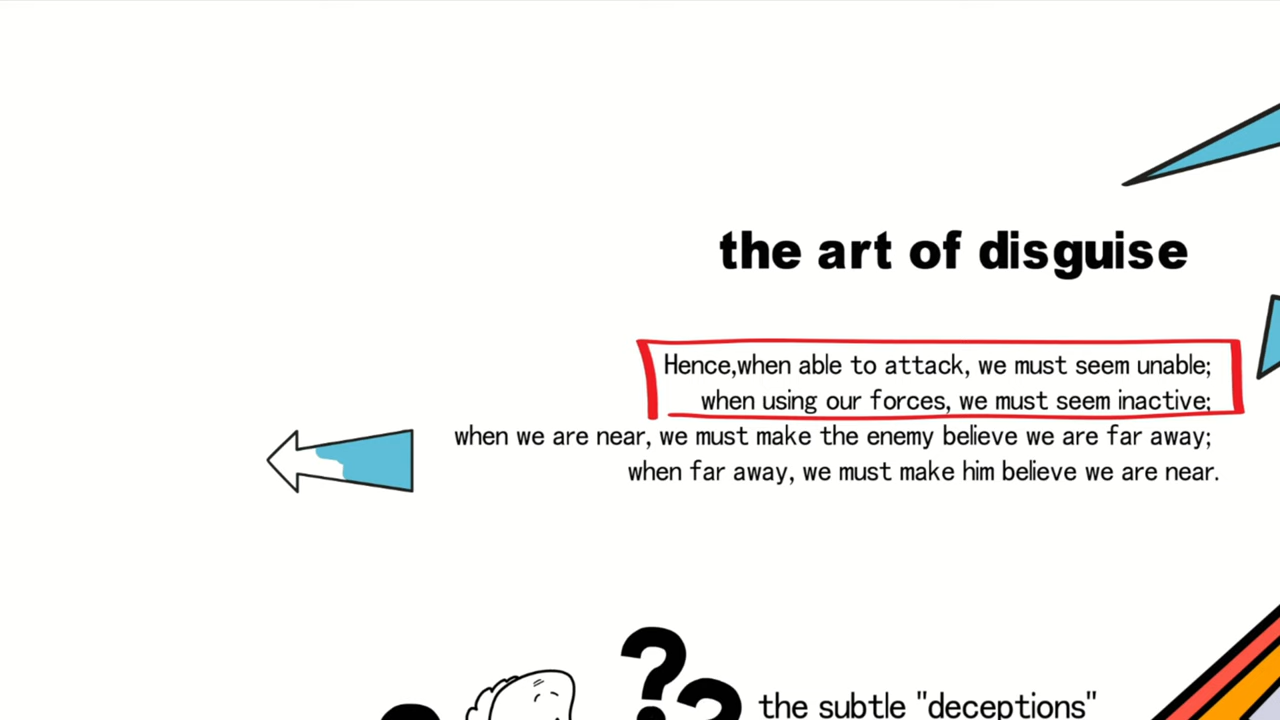 the art of disguise
Hence,when able to attack, we must seem unable;
when using our forces, we must seem inactive;
when we are near, we must make the enemy believe we are far away;
when far away, we must make him believe we are near.
???
the subtle "deceptions"